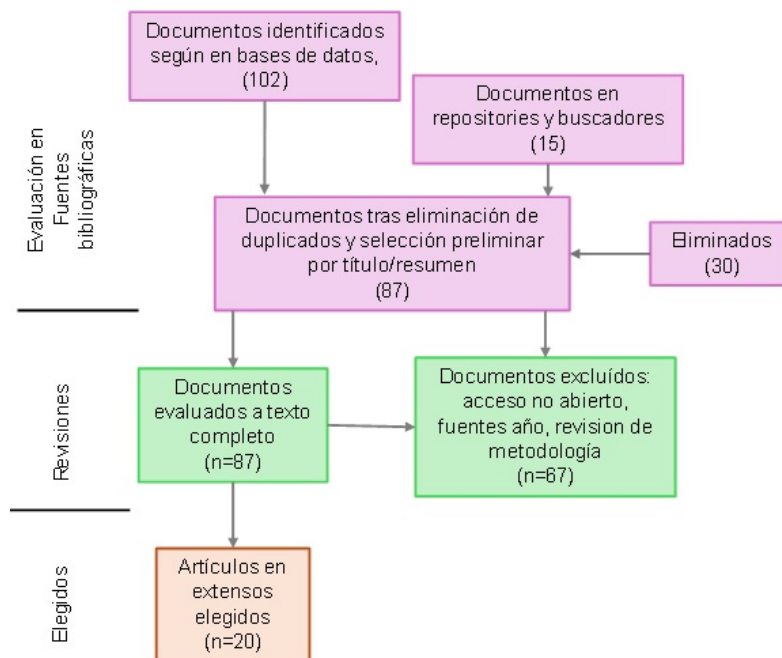 Documentos identificados
según en bases de datos,
(102)
Documentos en
repositories y buscadores
(15)
Evaluación en
Fuentes
bibliográficas
Documentos tras eliminación de
duplicados y selección preliminar
por título/resumen
(87)
Eliminados
(30)
Revisiones
Documentos
evaluados a texto
completo
(n=87)
Documentos excluídos:
acceso no abierto,
fuentes año, revision de
metodología
(n=67)
Elegidos
Artículos en
extensos
elegidos
(n=20)